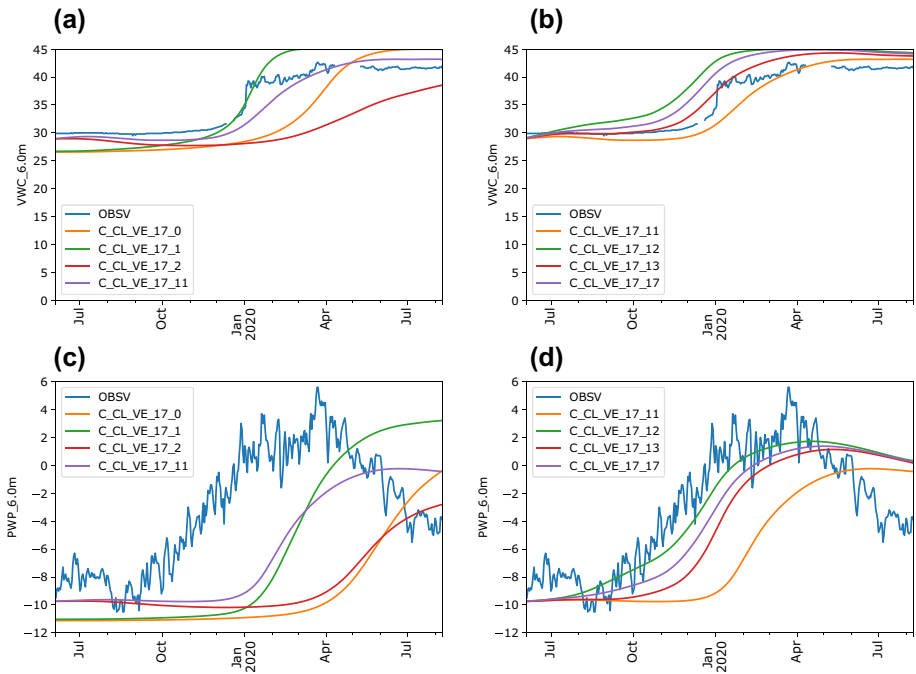 (a)
45
40
35
30
25
20
15
10
5
0
VWC_6.0m
OBSV
C_CL_VE_17_0
C_CL_VE_17_1
C_CL_VE_17_2
C_CL_VE_17_11
Jul
Oct
Jan
2020
Apr
Jul
(b)
45
40
35
30
25
20
15
10
5
0
VWC_6.0m
OBSV
C_CL_VE_17_11
C_CL_VE_17_12
C_CL_VE_17_13
C_CL_VE_17_17
Jul
Oct
Jan
2020
Apr
Jul
(c)
6
4
2
0
−2
−4
−6
−8
−10
−12
PWP_6.0m
OBSV
C_CL_VE_17_0
C_CL_VE_17_1
C_CL_VE_17_2
C_CL_VE_17_11
Jul
Oct
Jan
2020
Apr
Jul
(d)
6
4
2
0
−2
−4
−6
−8
−10
−12
PWP_6.0m
OBSV
C_CL_VE_17_11
C_CL_VE_17_12
C_CL_VE_17_13
C_CL_VE_17_17
Jul
Oct
Jan
2020
Apr
Jul